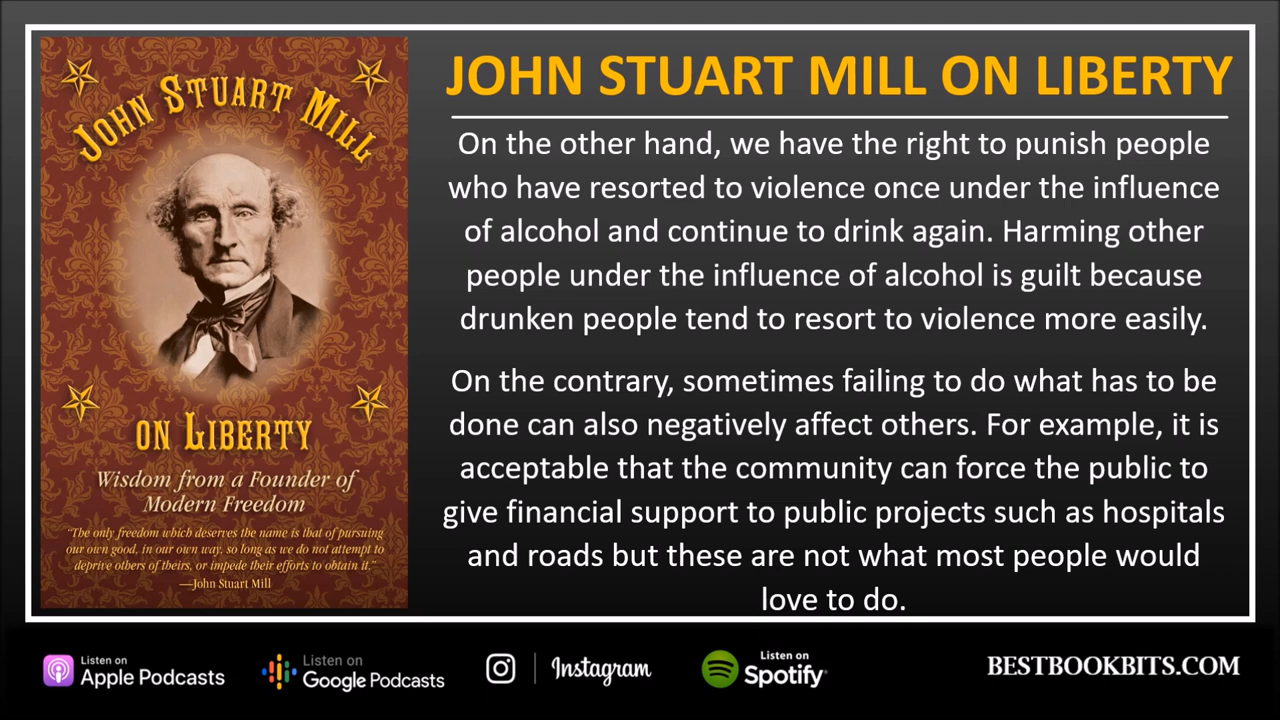 JOHN STUART MILL
ON LIBERTY
Wisdom from a Founder of
Modern Freedom
"The only freedom which deserves the name is that of pursuing
our own good, in our own way, so long as we do not attempt to
deprive others of theirs, or impede their efforts to obtain it."
—John Stuart Mill
JOHN STUART MILL ON LIBERTY
On the other hand, we have the right to punish people
who have resorted to violence once under the influence
of alcohol and continue to drink again. Harming other
people under the influence of alcohol is guilt because
drunken people tend to resort to violence more easily.
On the contrary, sometimes failing to do what has to be
done can also negatively affect others. For example, it is
acceptable that the community can force the public to
give financial support to public projects such as hospitals
and roads but these are not what most people would
love to do.
Listen on
Apple Podcasts
Listen on
Google Podcasts
Instagram
Listen on
Spotify
BESTBOOKBITS.COM